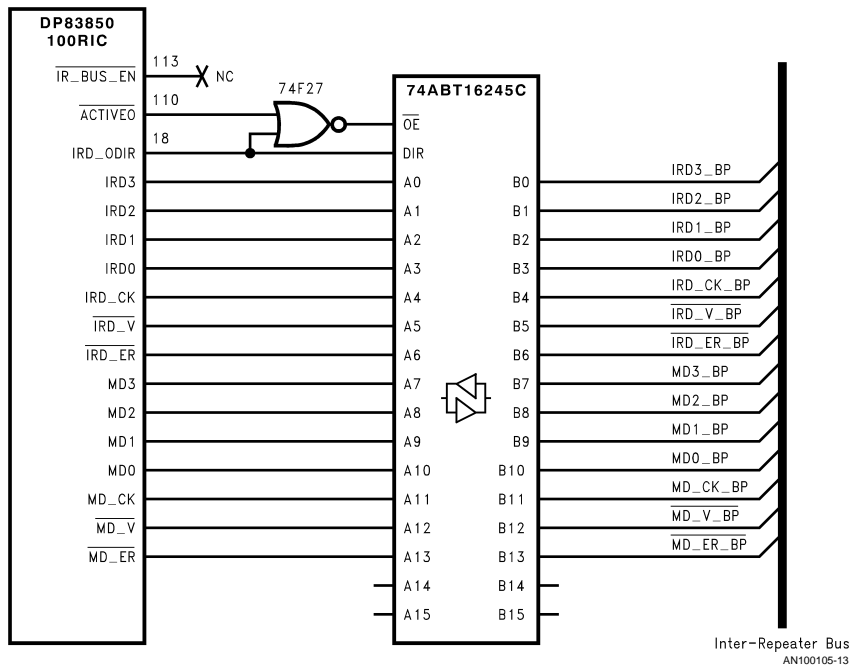 DP83850
100RIC
IR_BUS_EN
113
NC
ACTIVEO
110
74F27
IRD_ODIR
18
IRD3
IRD2
IRD1
IRD0
IRD_CK
IRD_V
IRD_ER
MD3
MD2
MD1
MD0
MD_CK
MD_V
MD_ER
74ABT16245C
OE
DIR
A0 B0
A1 B1
A2 B2
A3 B3
A4 B4
A5 B5
A6 B6
A7 B7
A8 B8
A9 B9
A10 B10
A11 B11
A12 B12
A13 B13
A14 B14
A15 B15
IRD3_BP
IRD2_BP
IRD1_BP
IRD0_BP
IRD_CK_BP
IRD_V_BP
IRD_ER_BP
MD3_BP
MD2_BP
MD1_BP
MD0_BP
MD_CK_BP
MD_V_BP
MD_ER_BP
Inter-Repeater Bus
AN100105-13